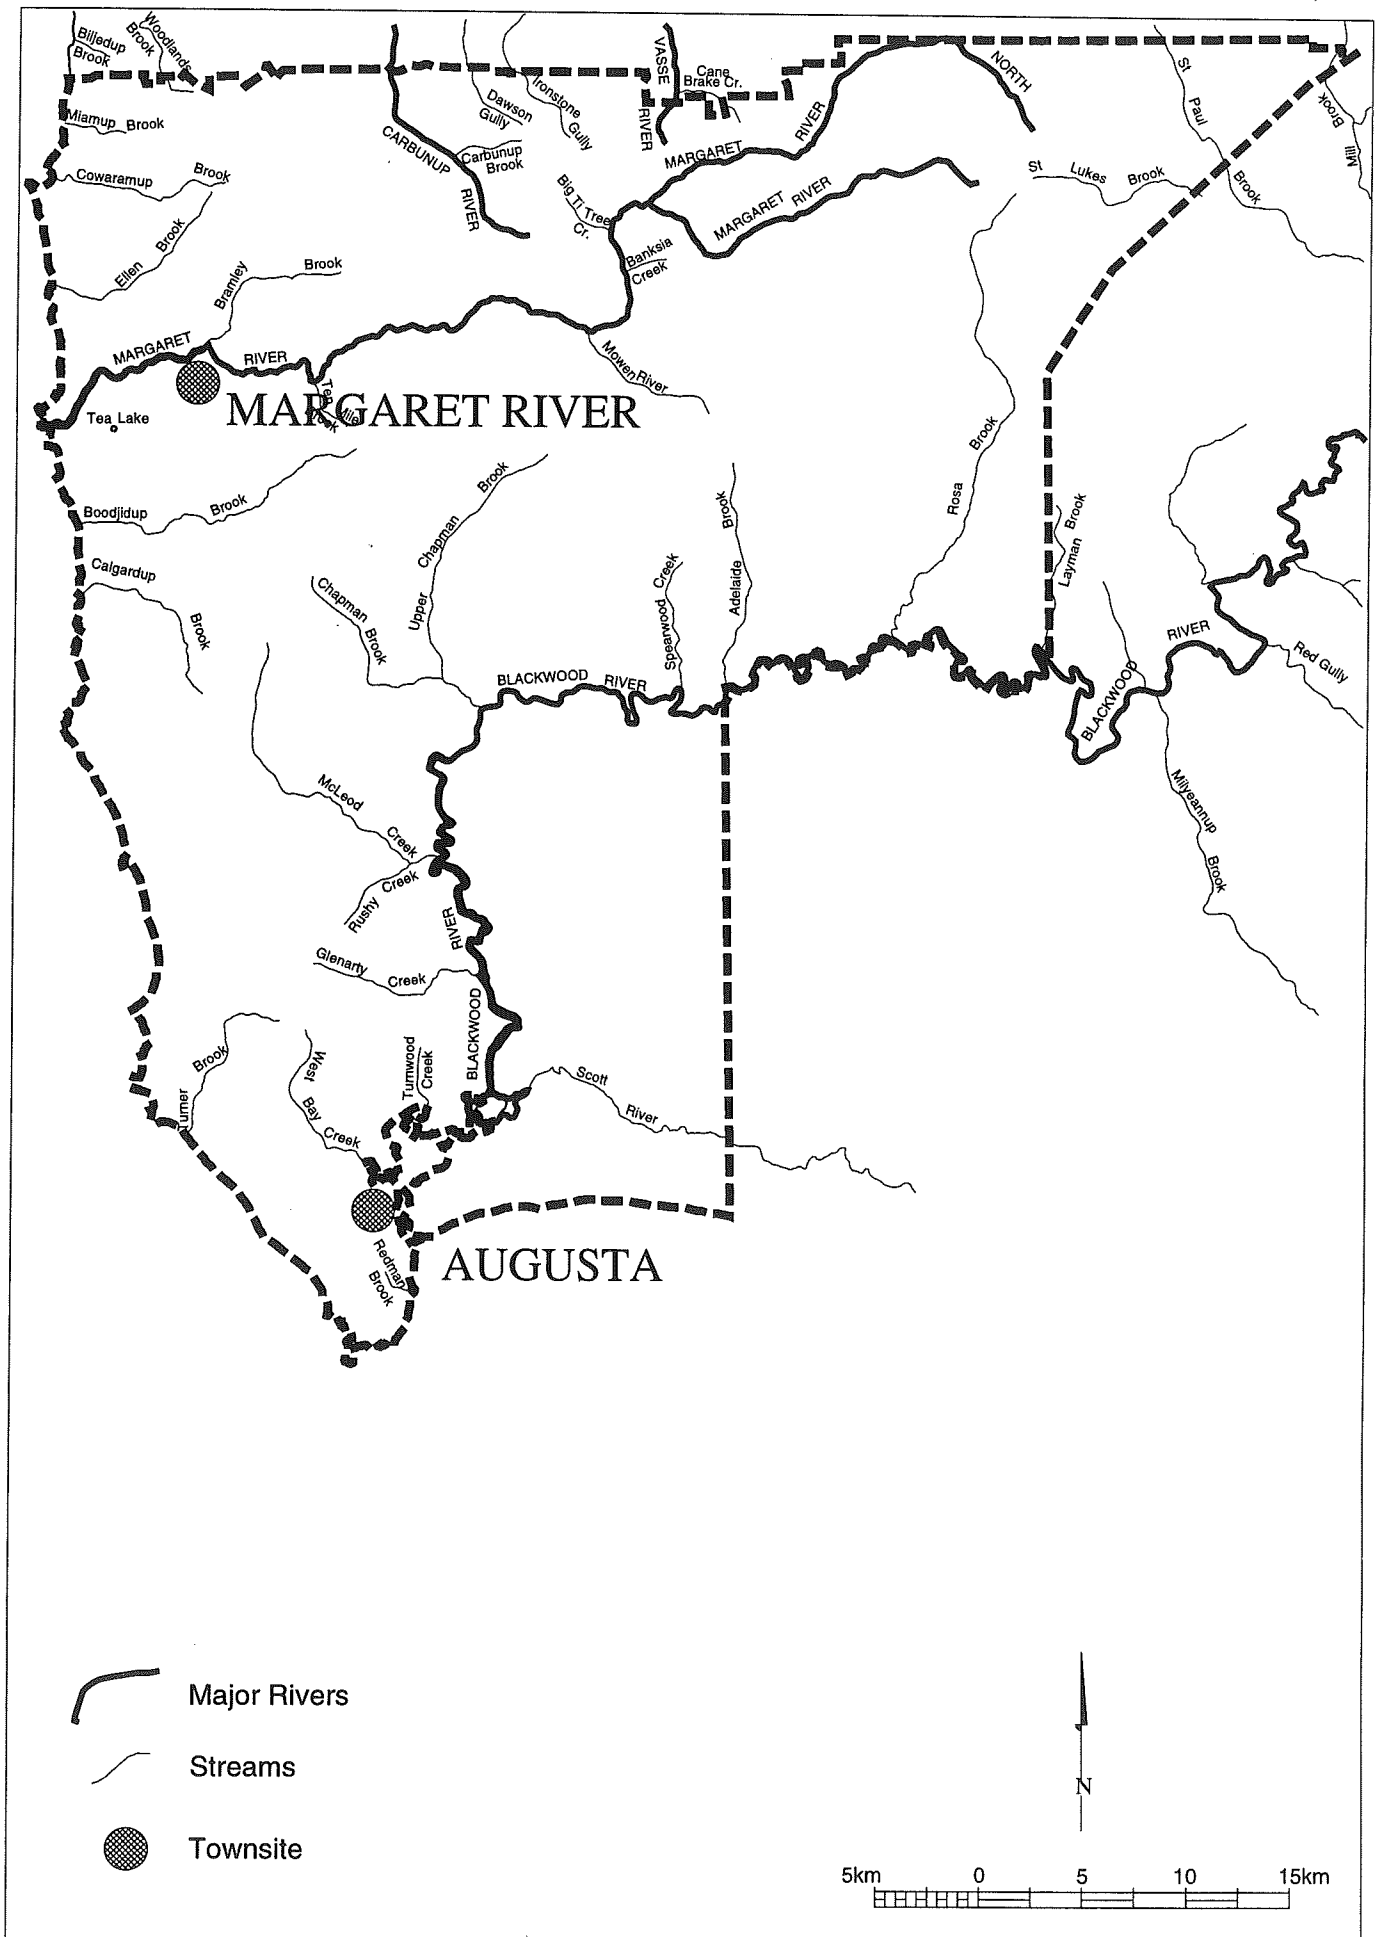 Biljedup
Brook
Woodlands
Brook
Miamup Brook
Cowaramup Brook
Ellen Brook
Bramley Brook
CARBUNUP RIVER
Dawson
Gully
Ironstone Gully
Carbunup
Brook
VASSE RIVER
Cane
Brake Cr.
MARGARET RIVER NORTH
MARGARET RIVER
Big Ti Tree
Cr.
Banksia
Creek
St Paul Brook
St Lukes Brook
Mill Brook
MARGARET RIVER
Mowen River
Ten Mile
Brook
Tea Lake
MARGARET RIVER
Boodjidup Brook
Calgardup Brook
Chapman Brook
Upper Chapman Brook
Spearwood Creek
Adelaide Brook
Rosa Brook
Layman Brook
BLACKWOOD RIVER
BLACKWOOD RIVER
Red Gully
Milyeannup Brook
McLeod Creek
Rushy Creek
Glenarty Creek
BLACKWOOD RIVER
Turner Brook
West Bay Creek
Turnwood
Creek
Scott River
Redman
Brook
AUGUSTA
Major Rivers
Streams
Townsite
N
5km 0 5 10 15km